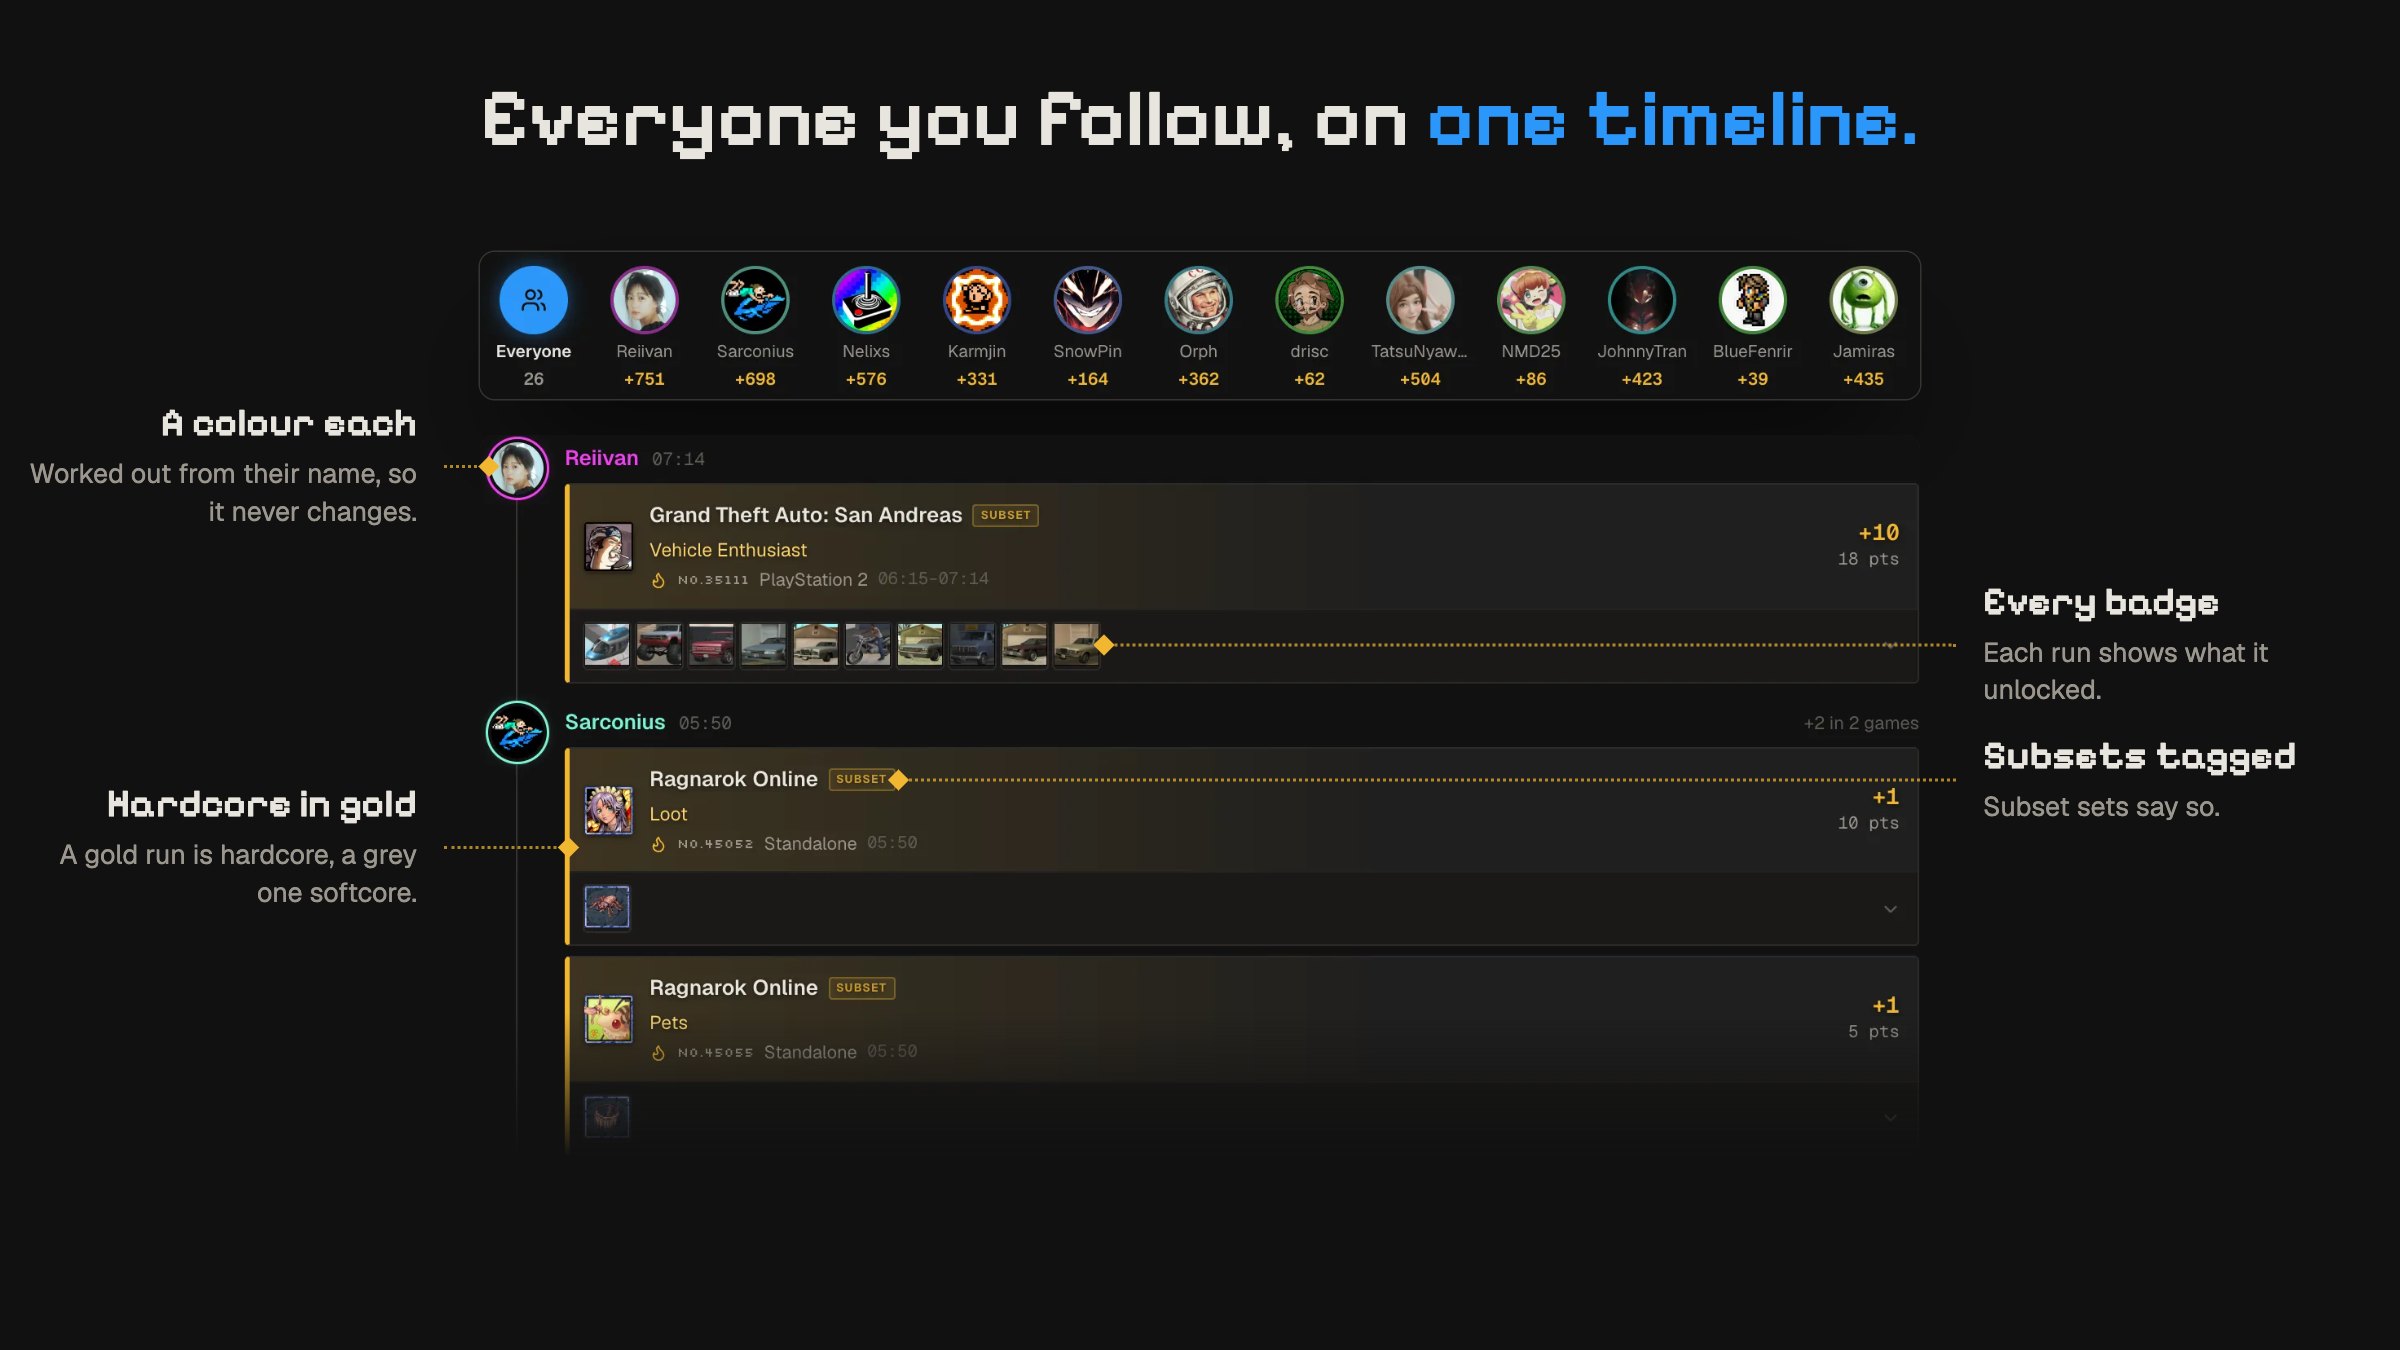 Everyone you follow, on one timeline.
Everyone
26
Reiivan
+751
Sarconius
+698
Nelixs
+576
Karmjin
+331
SnowPin
+164
Orph
+362
drisc
+62
TatsuNyaw...
+504
NMD25
+86
JohnnyTran
+423
BlueFenrir
+39
Jamiras
+435
A colour each
Worked out from their name, so
it never changes.
Reiivan 07:14
Grand Theft Auto: San Andreas SUBSET
Vehicle Enthusiast
NO.35111 PlayStation 2 06:15–07:14
+10
18 pts
Every badge
Each run shows what it
unlocked.
Sarconius 05:50
+2 in 2 games
Ragnarok Online SUBSET
Loot
NO.45052 Standalone 05:50
+1
10 pts
Subsets tagged
Subset sets say so.
Hardcore in gold
A gold run is hardcore, a grey
one softcore.
Ragnarok Online SUBSET
Pets
NO.45055 Standalone 05:50
+1
5 pts